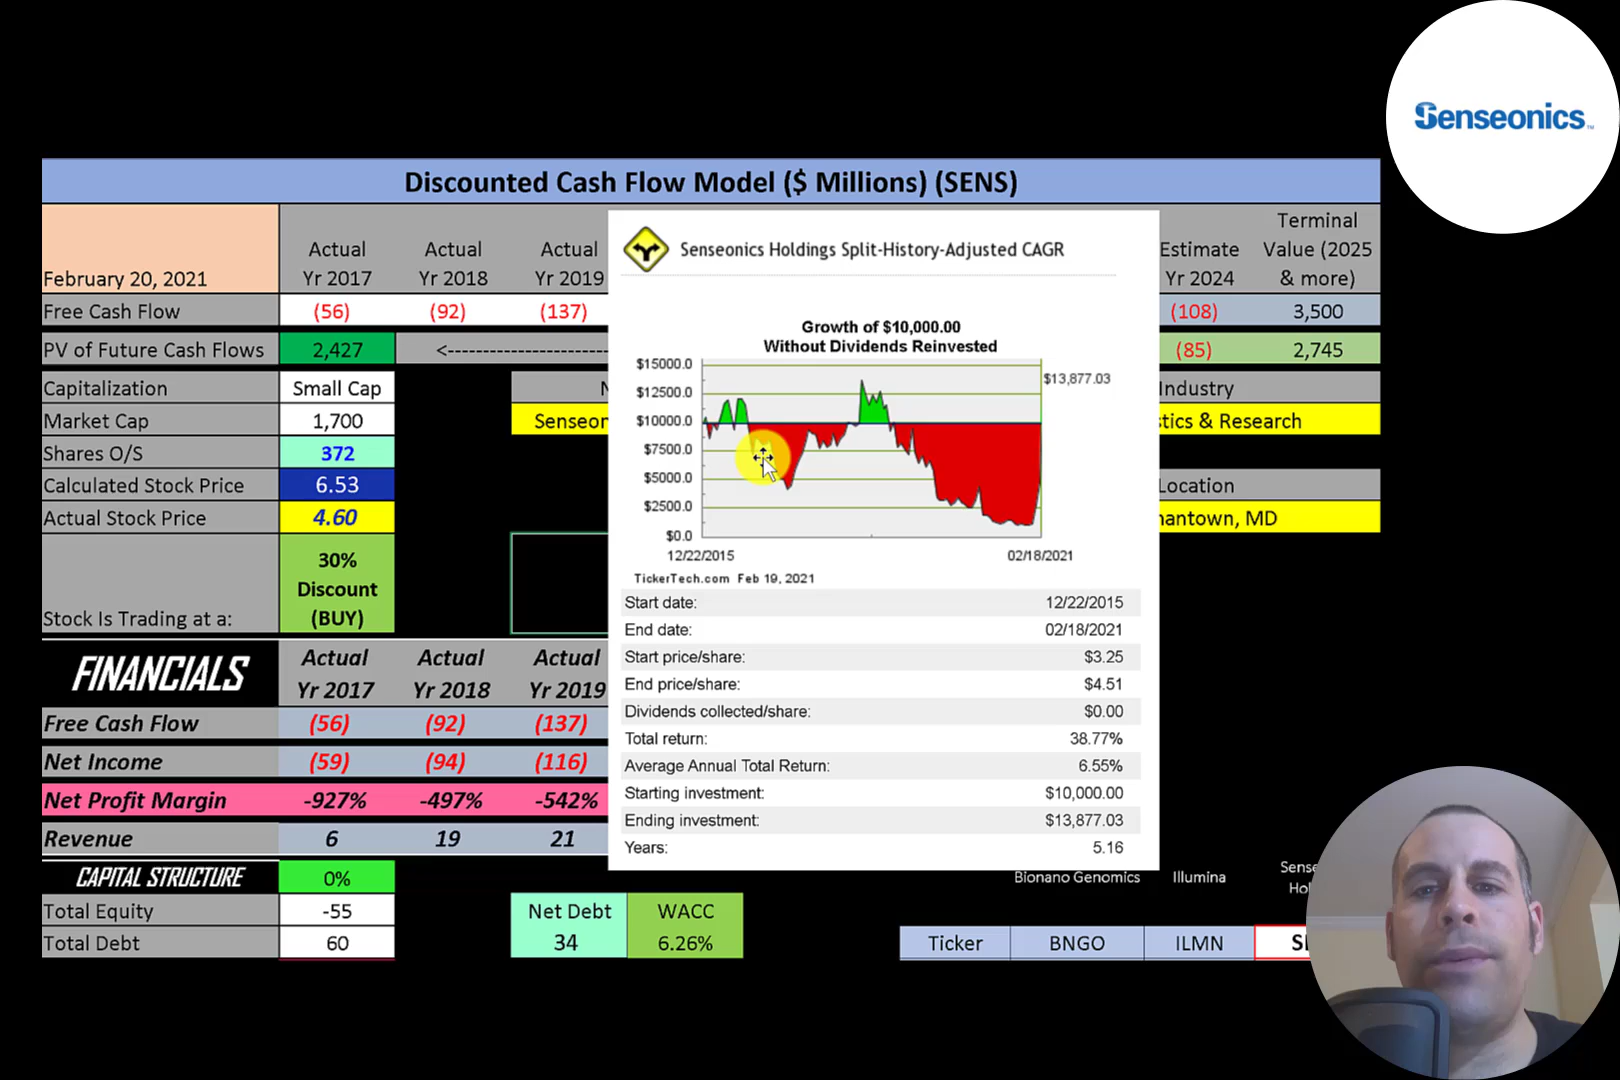 Senseonics
Discounted Cash Flow Model ($ Millions) (SENS)
February 20, 2021
Actual Yr 2017
Actual Yr 2018
Actual Yr 2019
Estimate Yr 2024
Terminal Value (2025 & more)
Free Cash Flow (56) (92) (137) (108) 3,500
PV of Future Cash Flows 2,427 <---------------------- (85) 2,745
Capitalization Small Cap
Market Cap 1,700
Shares O/S 372
Calculated Stock Price 6.53
Actual Stock Price 4.60
Stock Is Trading at a: 30% Discount (BUY)
N
Senseon
Industry
stics & Research
Location
nantown, MD
Senseonics Holdings Split-History-Adjusted CAGR
Growth of $10,000.00
Without Dividends Reinvested
$15000.0
$12500.0
$10000.0
$7500.0
$5000.0
$2500.0
$0.0
$13,877.03
12/22/2015 02/18/2021
TickerTech.com Feb 19, 2021
Start date: 12/22/2015
End date: 02/18/2021
Start price/share: $3.25
End price/share: $4.51
Dividends collected/share: $0.00
Total return: 38.77%
Average Annual Total Return: 6.55%
Starting investment: $10,000.00
Ending investment: $13,877.03
Years: 5.16
FINANCIALS
Actual Yr 2017
Actual Yr 2018
Actual Yr 2019
Free Cash Flow (56) (92) (137)
Net Income (59) (94) (116)
Net Profit Margin -927% -497% -542%
Revenue 6 19 21
CAPITAL STRUCTURE 0%
Total Equity -55
Total Debt 60
Net Debt WACC
34 6.26%
Bionano Genomics Illumina Sense
Hol
Ticker BNGO ILMN S